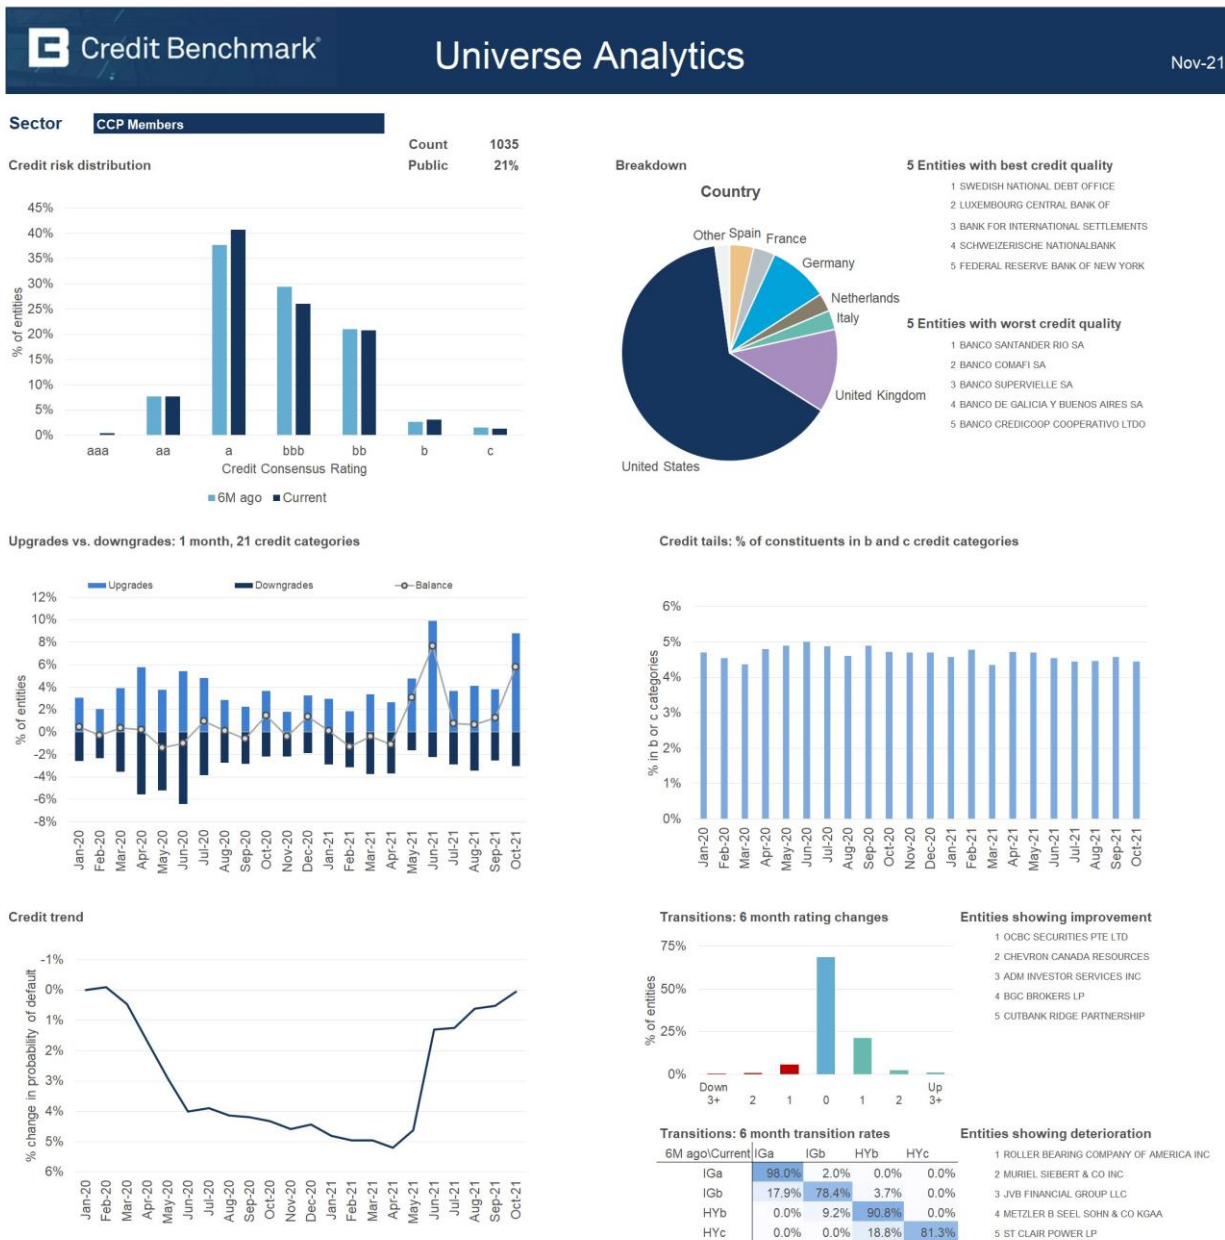 Credit Benchmark®
Universe Analytics
Nov-21
Sector
CCP Members
Count 1035
Public 21%
Credit risk distribution
45%
40%
35%
30%
25%
20%
15%
10%
5%
0%
% of entities
aaa aa a bbb bb b c
Credit Consensus Rating
6M ago Current
Breakdown
Country
Other Spain France
Germany
Netherlands
Italy
United Kingdom
United States
5 Entities with best credit quality
1 SWEDISH NATIONAL DEBT OFFICE
2 LUXEMBOURG CENTRAL BANK OF
3 BANK FOR INTERNATIONAL SETTLEMENTS
4 SCHWEIZERISCHE NATIONALBANK
5 FEDERAL RESERVE BANK OF NEW YORK
5 Entities with worst credit quality
1 BANCO SANTANDER RIO SA
2 BANCO COMAFI SA
3 BANCO SUPERVIELLE SA
4 BANCO DE GALICIA Y BUENOS AIRES SA
5 BANCO CREDICOOP COOPERATIVO LTDO
Upgrades vs. downgrades: 1 month, 21 credit categories
Upgrades Downgrades Balance
12%
10%
8%
6%
4%
2%
0%
-2%
-4%
-6%
-8%
% of entities
Jan-20 Feb-20 Mar-20 Apr-20 May-20 Jun-20 Jul-20 Aug-20 Sep-20 Oct-20 Nov-20 Dec-20 Jan-21 Feb-21 Mar-21 Apr-21 May-21 Jun-21 Jul-21 Aug-21 Sep-21 Oct-21
Credit tails: % of constituents in b and c credit categories
6%
5%
4%
3%
2%
1%
0%
% in b or c categories
Jan-20 Feb-20 Mar-20 Apr-20 May-20 Jun-20 Jul-20 Aug-20 Sep-20 Oct-20 Nov-20 Dec-20 Jan-21 Feb-21 Mar-21 Apr-21 May-21 Jun-21 Jul-21 Aug-21 Sep-21 Oct-21
Credit trend
-1%
0%
1%
2%
3%
4%
5%
6%
% change in probability of default
Jan-20 Feb-20 Mar-20 Apr-20 May-20 Jun-20 Jul-20 Aug-20 Sep-20 Oct-20 Nov-20 Dec-20 Jan-21 Feb-21 Mar-21 Apr-21 May-21 Jun-21 Jul-21 Aug-21 Sep-21 Oct-21
Transitions: 6 month rating changes
75%
50%
25%
0%
% of entities
Down Up
3+ 2 1 0 1 2 3+
Entities showing improvement
1 OCBC SECURITIES PTE LTD
2 CHEVRON CANADA RESOURCES
3 ADM INVESTOR SERVICES INC
4 BGC BROKERS LP
5 CUTBANK RIDGE PARTNERSHIP
Transitions: 6 month transition rates
6M ago\Current IGa IGb HYb HYc
IGa 98.0% 2.0% 0.0% 0.0%
IGb 17.9% 78.4% 3.7% 0.0%
HYb 0.0% 9.2% 90.8% 0.0%
HYc 0.0% 0.0% 18.8% 81.3%
Entities showing deterioration
1 ROLLER BEARING COMPANY OF AMERICA INC
2 MURIEL SIEBERT & CO INC
3 JVB FINANCIAL GROUP LLC
4 METZLER B SEEL SOHN & CO KGAA
5 ST CLAIR POWER LP